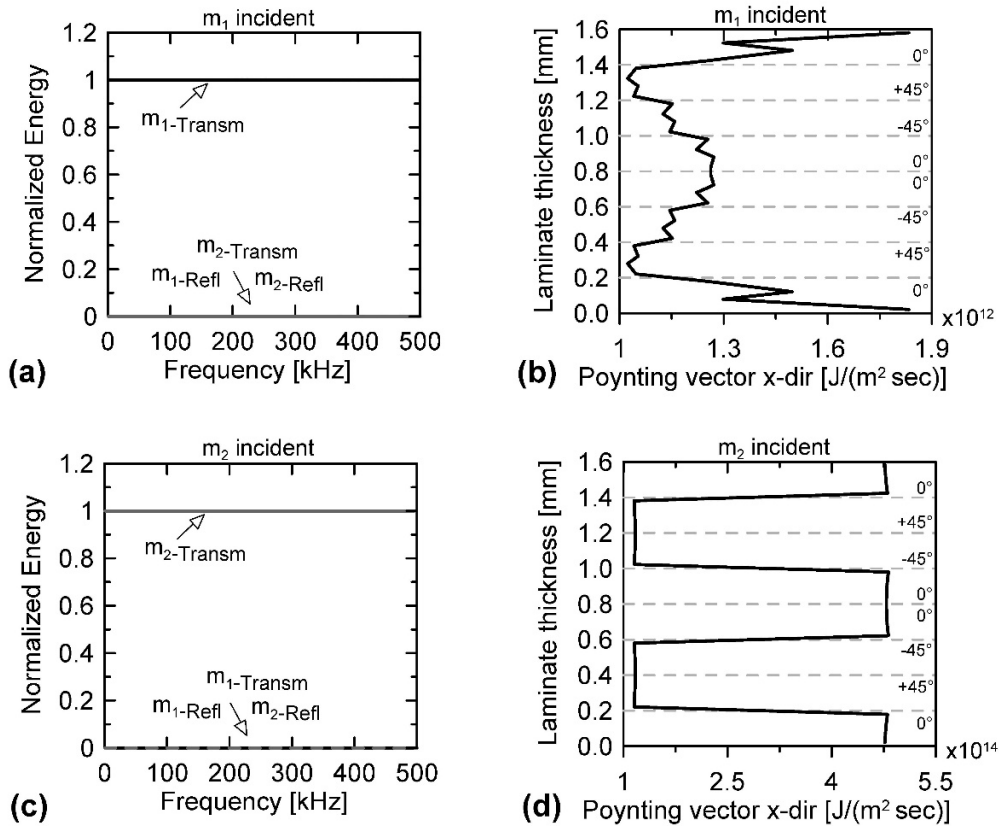 m₁ incident
1.2
1
0.8
0.6
0.4
0.2
0
Normalized Energy
m₁-Transm
m₂-Transm
m₁-Refl m₂-Refl
0 100 200 300 400 500
Frequency [kHz]
(a)
m₁ incident
1.6
1.4
1.2
1.0
0.8
0.6
0.4
0.2
0.0
Laminate thickness [mm]
0°
+45°
-45°
0°
0°
-45°
+45°
0°
x10¹²
1 1.3 1.6 1.9
(b) Poynting vector x-dir [J/(m² sec)]
m₂ incident
1.2
1
0.8
0.6
0.4
0.2
0
Normalized Energy
m₂-Transm
m₁-Transm
m₁-Refl m₂-Refl
0 100 200 300 400 500
(c) Frequency [kHz]
m₂ incident
1.6
1.4
1.2
1.0
0.8
0.6
0.4
0.2
0.0
Laminate thickness [mm]
0°
+45°
-45°
0°
0°
-45°
+45°
0°
x10¹⁴
1 2.5 4 5.5
(d) Poynting vector x-dir [J/(m² sec)]